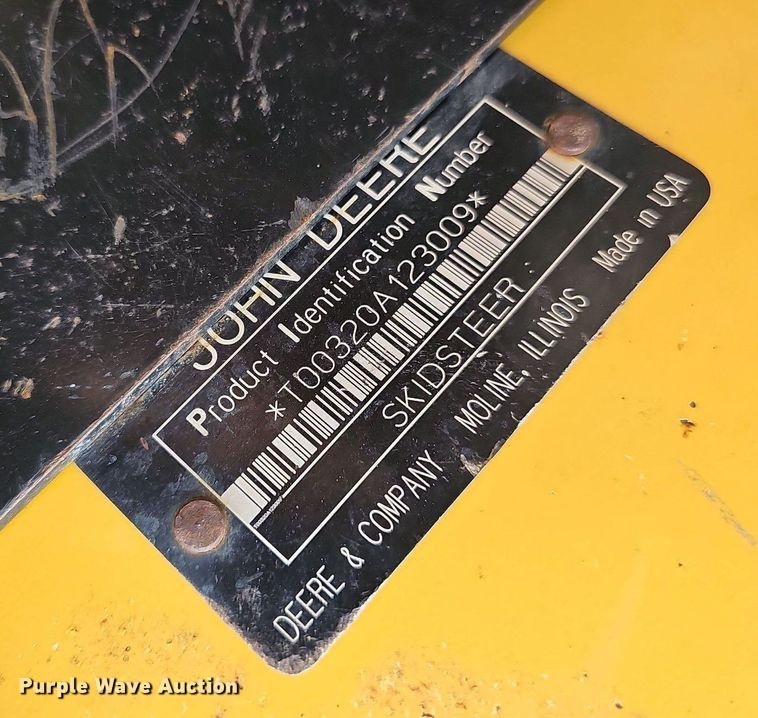 JOHN DEERE
Product Identification Number
*T00320A123009*
SKIDSTEER
DEERE & COMPANY MOLINE, ILLINOIS Made in USA
Purple Wave Auction